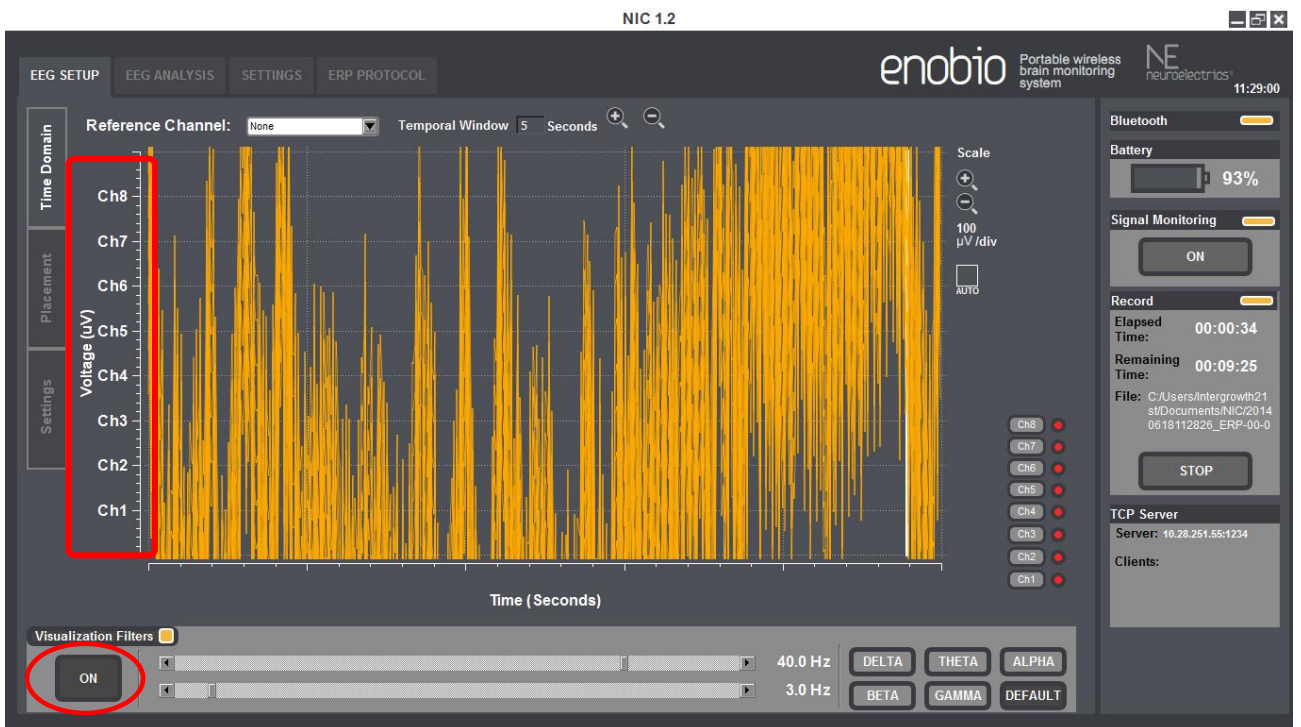 NIC 1.2
EEG SETUP
EEG ANALYSIS
SETTINGS
ERP PROTOCOL
enobio
Portable wireless
brain monitoring
system
NE
neuroelectrics
11:29:00
Time Domain
Placement
Settings
Reference Channel: None
Temporal Window 5 Seconds
Voltage (uV)
Ch8
Ch7
Ch6
Ch5
Ch4
Ch3
Ch2
Ch1
Time (Seconds)
Scale
100
µV/div
AUTO
Ch8
Ch7
Ch6
Ch5
Ch4
Ch3
Ch2
Ch1
Bluetooth
Battery
93%
Signal Monitoring
ON
Record
Elapsed
Time:
00:00:34
Remaining
Time:
00:09:25
File: C:/Users/Intergrowth21
st/Documents/NIC/2014
0618112826_ERP-00-0
STOP
TCP Server
Server: 10.28.251.55:1234
Clients:
Visualization Filters
ON
40.0 Hz
3.0 Hz
DELTA
THETA
ALPHA
BETA
GAMMA
DEFAULT